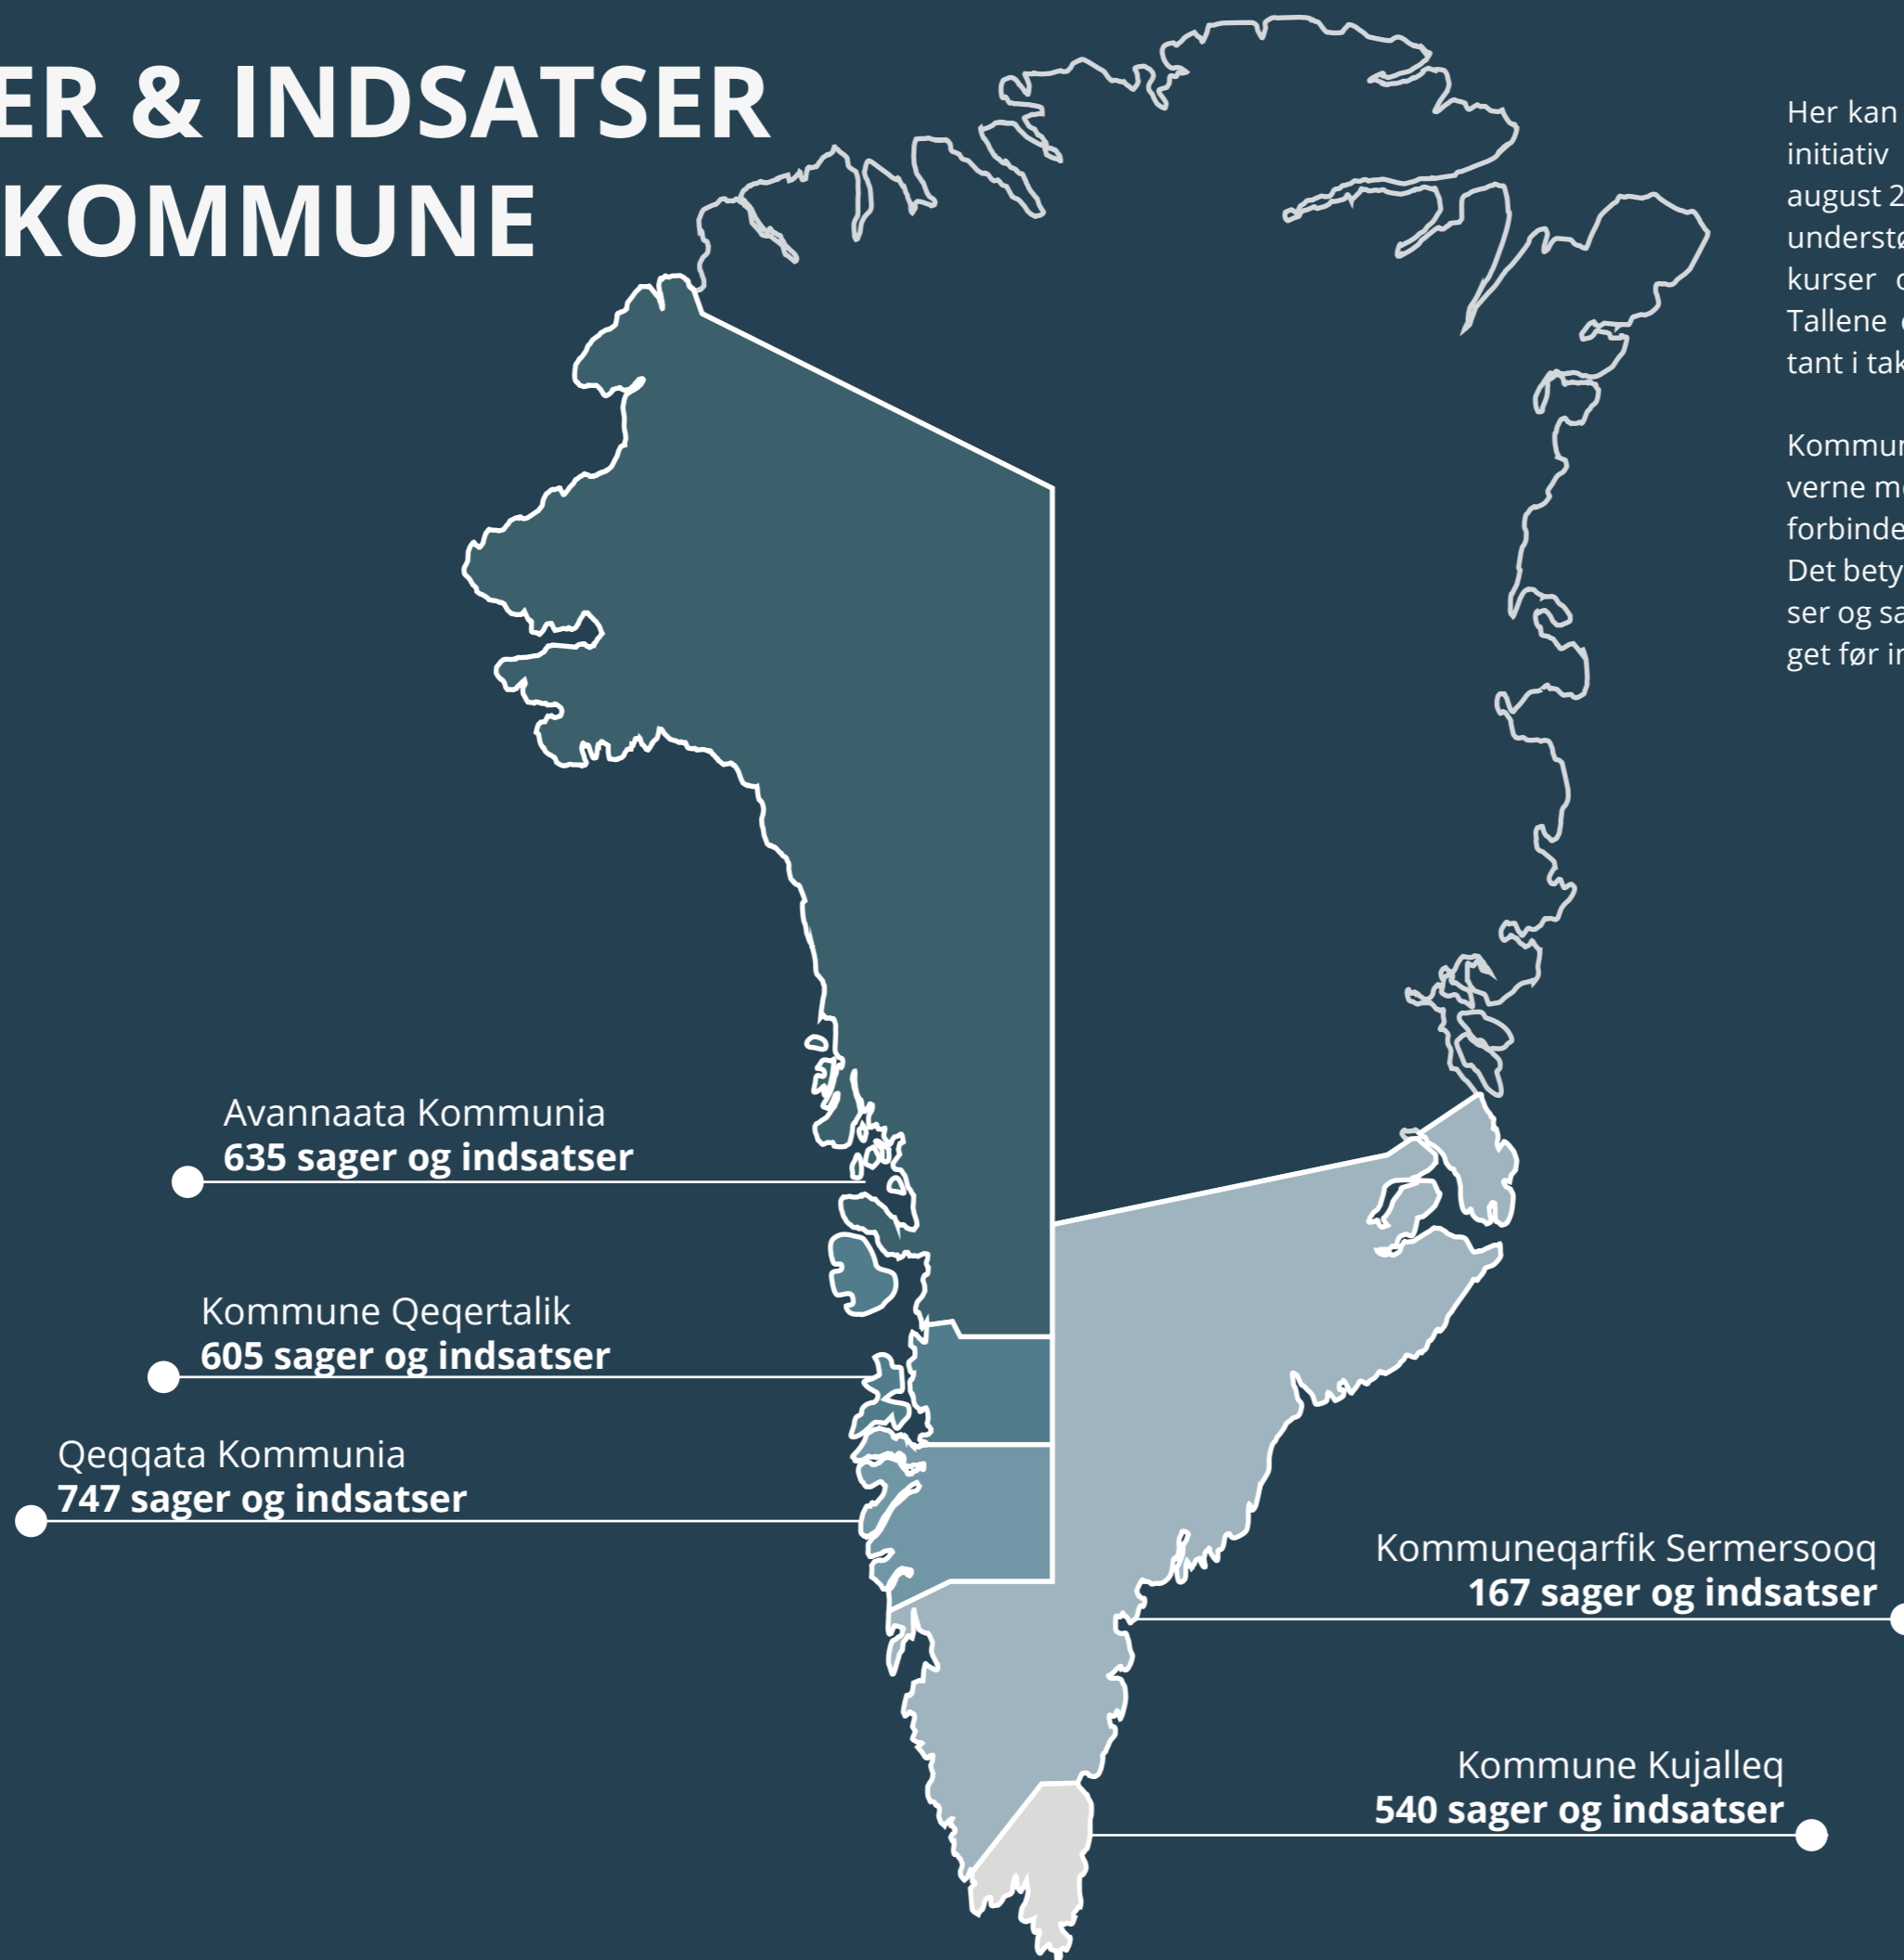 ER & INDSATSER
KOMMUNE
Her kan
initiativ
august 2
understø
kurser o
Tallene
tant i tak
Kommun
verne me
forbinde
Det bety
ser og sa
get før in
Avannaata Kommunia
635 sager og indsatser
Kommune Qeqertalik
605 sager og indsatser
Qeqqata Kommunia
747 sager og indsatser
Kommuneqarfik Sermersooq
167 sager og indsatser
Kommune Kujalleq
540 sager og indsatser